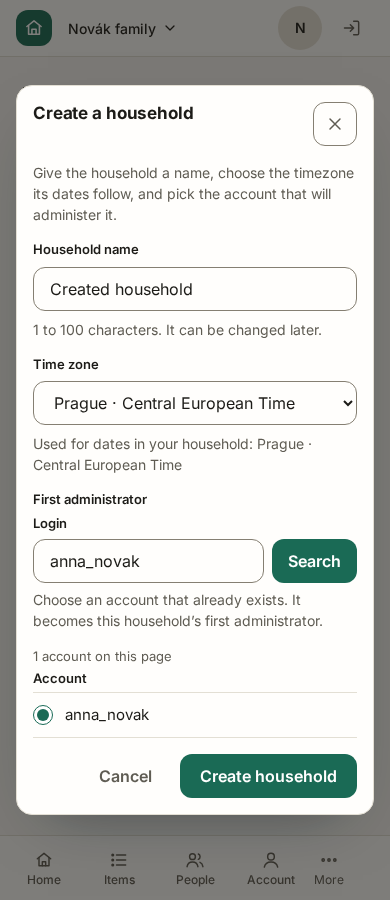 Novák family
N
Create a household
Give the household a name, choose the timezone
its dates follow, and pick the account that will
administer it.
Household name
Created household
1 to 100 characters. It can be changed later.
Time zone
Prague · Central European Time
Used for dates in your household: Prague ·
Central European Time
First administrator
Login
anna_novak
Search
Choose an account that already exists. It
becomes this household’s first administrator.
1 account on this page
Account
anna_novak
Cancel
Create household
Home
Items
People
Account
More